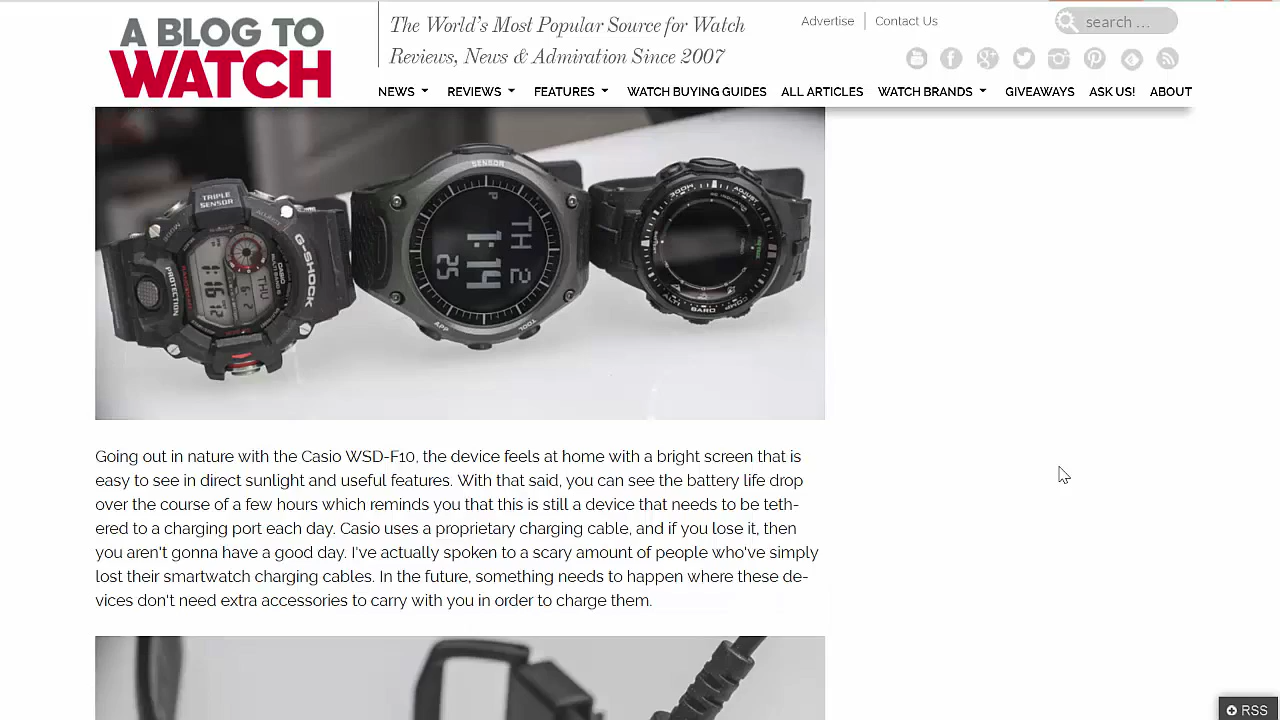 A BLOG TO
WATCH
The World's Most Popular Source for Watch
Reviews, News & Admiration Since 2007
Advertise
Contact Us
search ...
NEWS
REVIEWS
FEATURES
WATCH BUYING GUIDES
ALL ARTICLES
WATCH BRANDS
GIVEAWAYS
ASK US!
ABOUT
TRIPLE
SENSOR
G-SHOCK
PROTECTION
CASIO
THU
6 2
1:16 12
SENSOR
P
TH 2
1:14
25
APP
TOOL
ADJUST
COMP
BARO
Going out in nature with the Casio WSD-F10, the device feels at home with a bright screen that is
easy to see in direct sunlight and useful features. With that said, you can see the battery life drop
over the course of a few hours which reminds you that this is still a device that needs to be teth-
ered to a charging port each day. Casio uses a proprietary charging cable, and if you lose it, then
you aren't gonna have a good day. I've actually spoken to a scary amount of people who've simply
lost their smartwatch charging cables. In the future, something needs to happen where these de-
vices don't need extra accessories to carry with you in order to charge them.
RSS